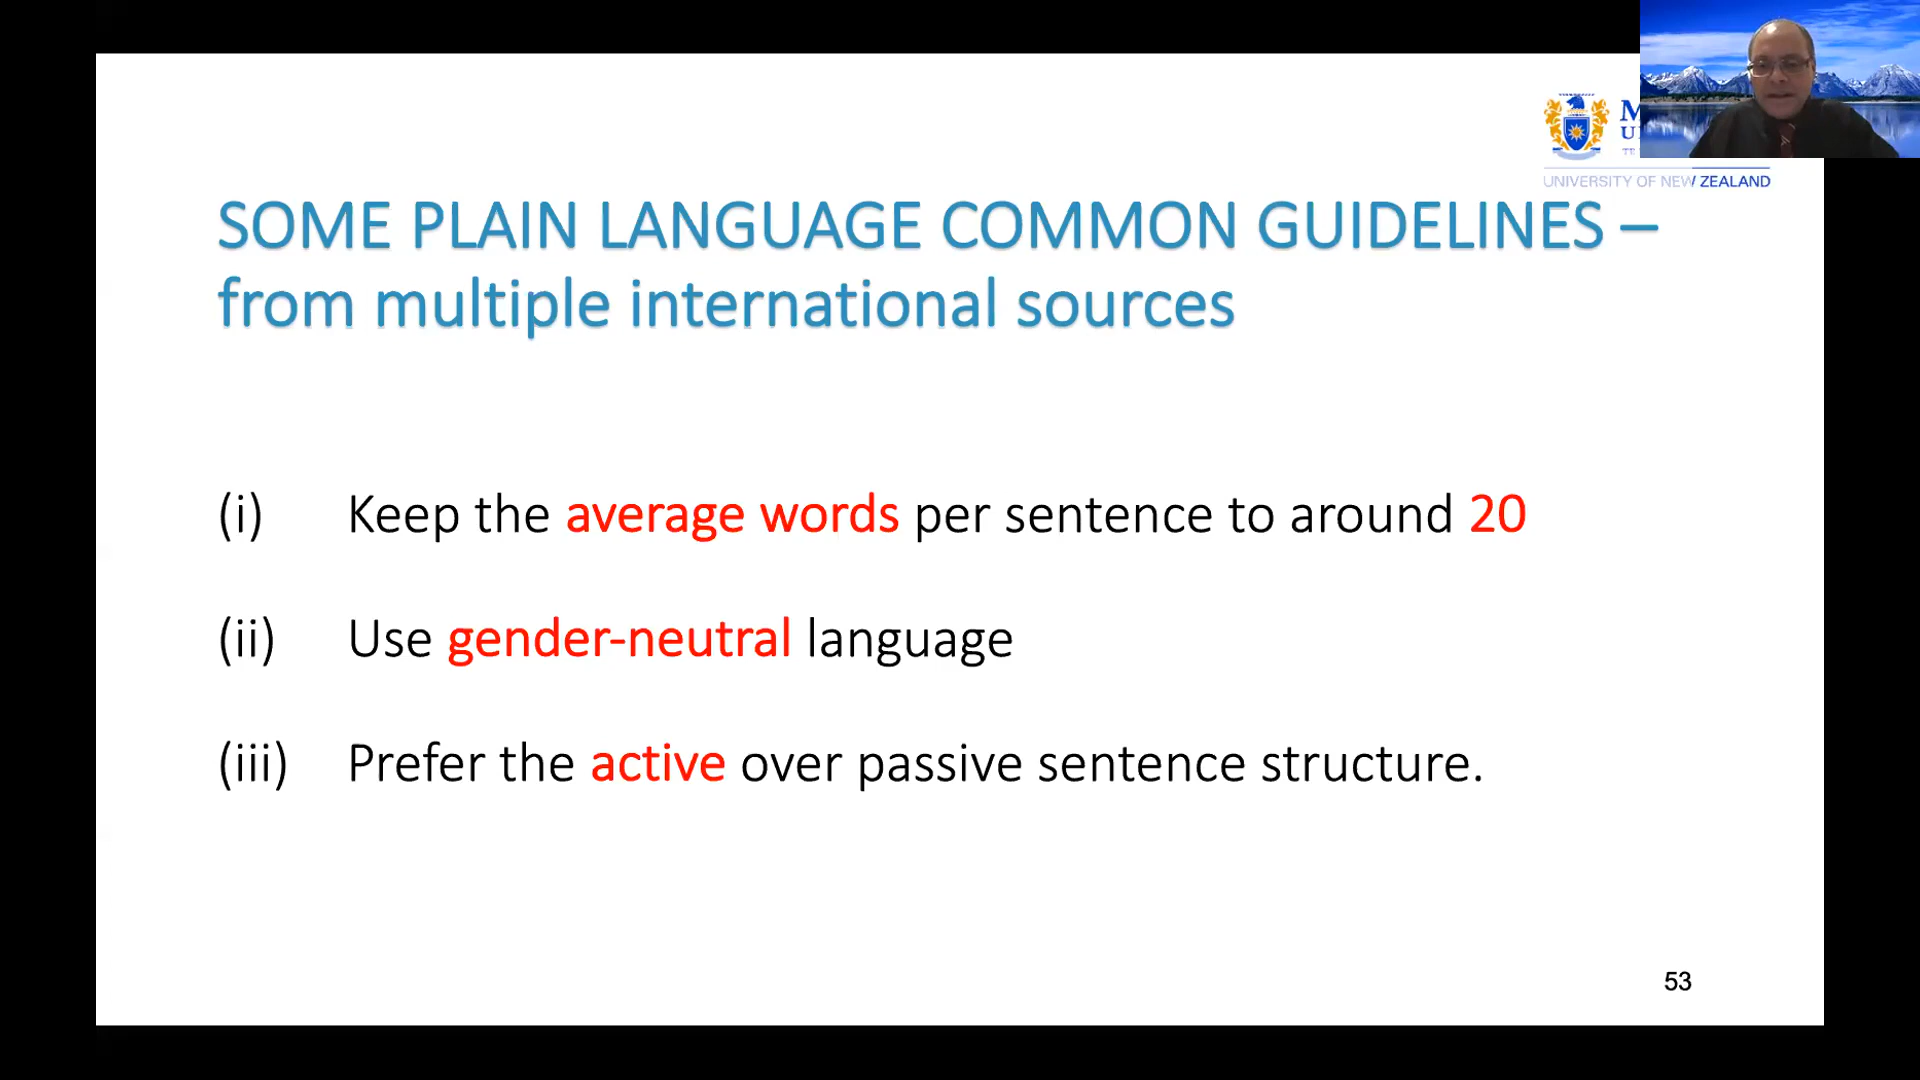 UNIVERSITY OF NEW ZEALAND
SOME PLAIN LANGUAGE COMMON GUIDELINES –
from multiple international sources
(i) Keep the average words per sentence to around 20
(ii) Use gender-neutral language
(iii) Prefer the active over passive sentence structure.
53